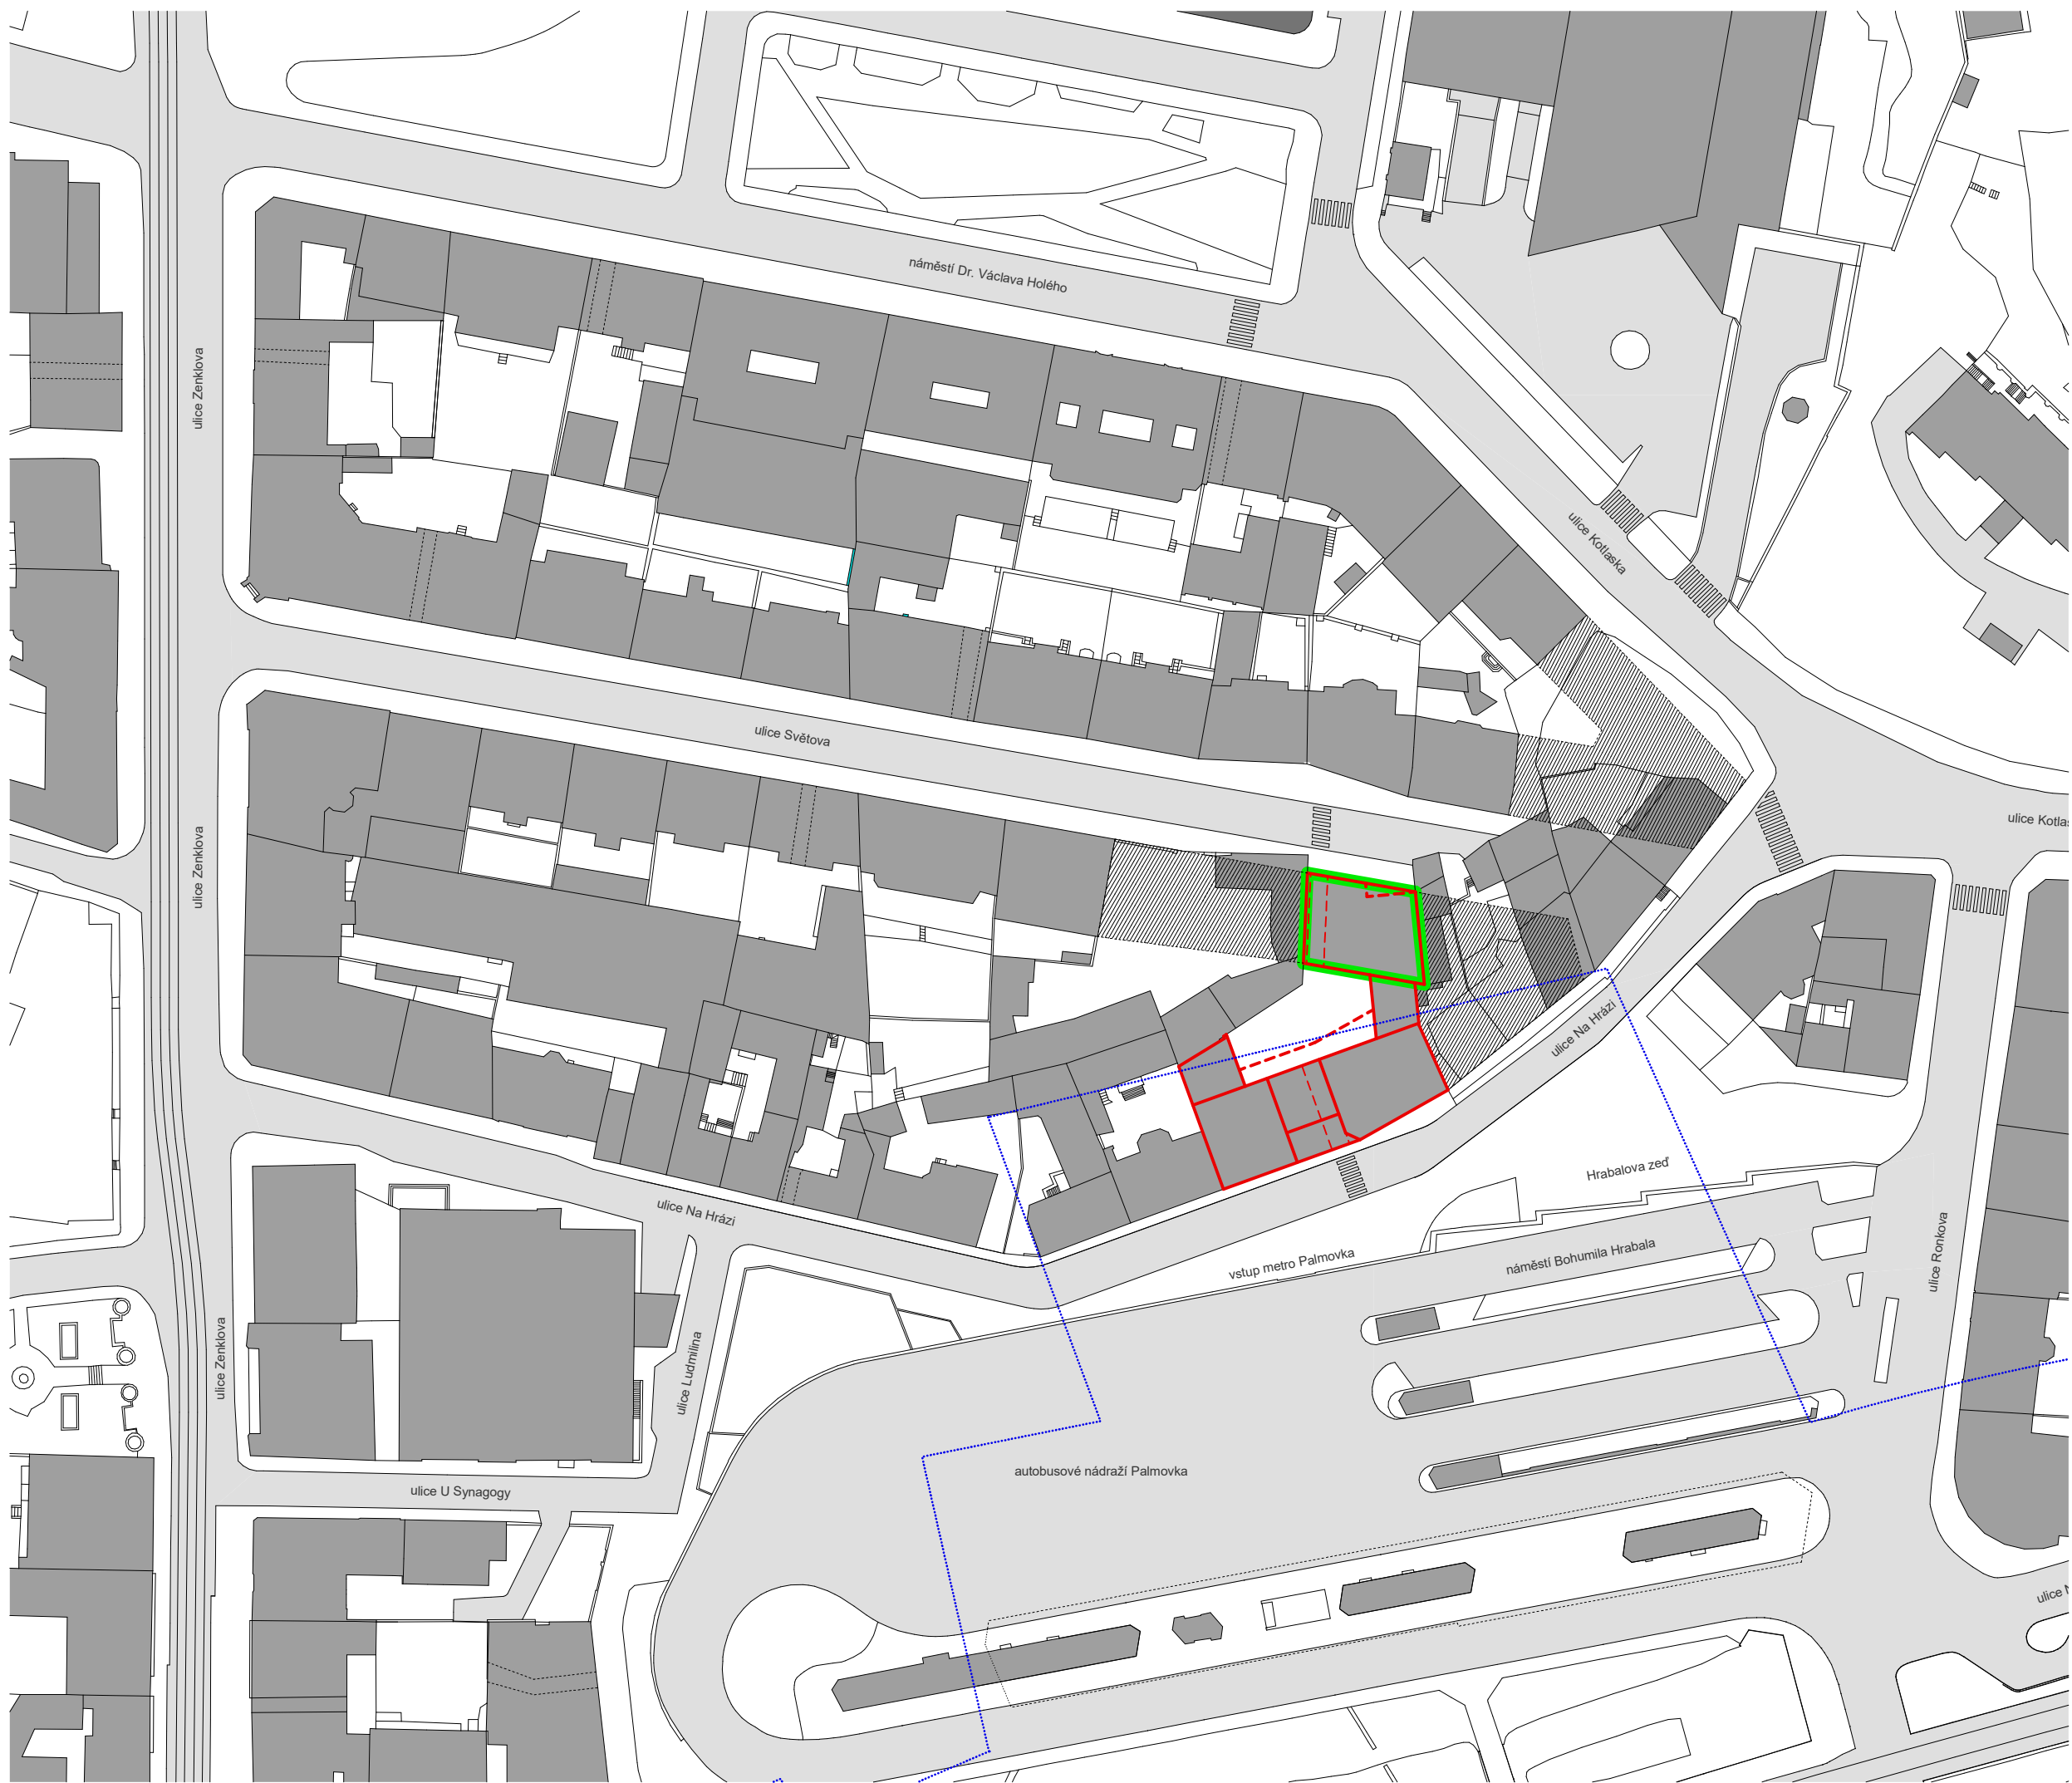 náměstí Dr. Václava Holého
ulice Zenklova
ulice Kotlaska
ulice Světova
ulice Zenklova
ulice Kotlas
ulice Na Hrázi
Hrabalova zeď
ulice Na Hrázi
vstup metro Palmovka
náměstí Bohumila Hrabala
ulice Ronkova
ulice Zenklova
ulice Ludmilina
autobusové nádraží Palmovka
ulice U Synagogy
ulice